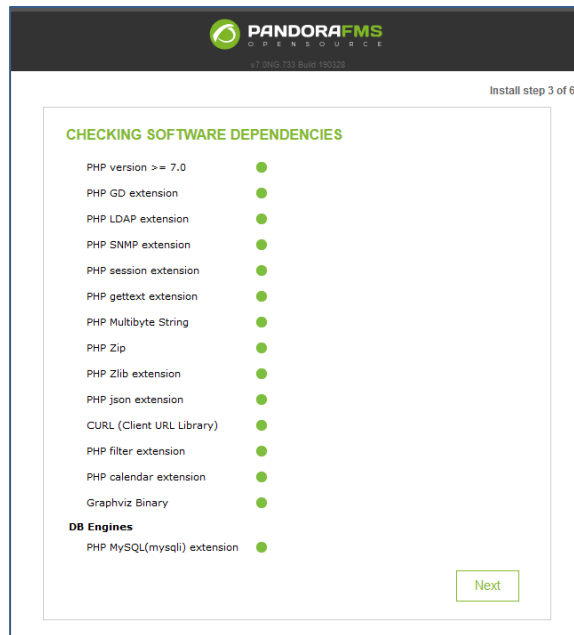 PANDORAFMS
OPEN SOURCE
v7.0NG.733 Build 190328
Install step 3 of 6
CHECKING SOFTWARE DEPENDENCIES
PHP version >= 7.0
PHP GD extension
PHP LDAP extension
PHP SNMP extension
PHP session extension
PHP gettext extension
PHP Multibyte String
PHP Zip
PHP Zlib extension
PHP json extension
CURL (Client URL Library)
PHP filter extension
PHP calendar extension
Graphviz Binary
DB Engines
PHP MySQL(mysqli) extension
Next